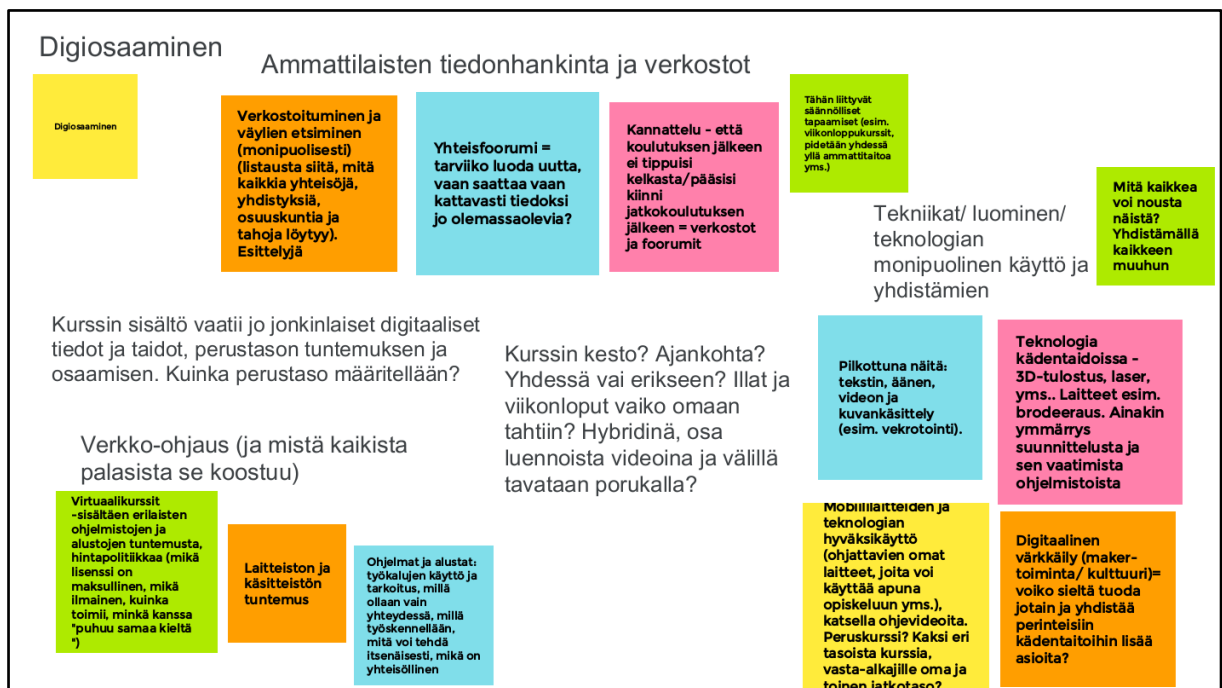 Digiosaaminen
Digiosaaminen
Ammattilaisten tiedonhankinta ja verkostot
Verkostoituminen ja
väylien etsiminen
(monipuolisesti)
(listausta siitä, mitä
kaikkia yhteisöjä,
yhdistyksiä,
osuuskuntia ja
tahoja löytyy).
Esittelyjä
Yhteisfoorumi =
tarviiko luoda uutta,
vaan saattaa vaan
kattavasti tiedoksi
jo olemassaolevia?
Kannattelu - että
koulutuksen jälkeen
ei tippuisi
kelkasta/pääsisi
kiinni
jatkokoulutuksen
jälkeen = verkostot
ja foorumit
Tähän liittyvät
säännölliset
tapaamiset (esim.
viikonloppukurssit,
pidetään yhdessä
yllä ammattitaitoa
yms.)
Tekniikat/ luominen/
teknologian
monipuolinen käyttö ja
yhdistämien
Mitä kaikkea
voi nousta
näistä?
Yhdistämällä
kaikkeen
muuhun
Kurssin sisältö vaatii jo jonkinlaiset digitaaliset
tiedot ja taidot, perustason tuntemuksen ja
osaamisen. Kuinka perustaso määritellään?
Kurssin kesto? Ajankohta?
Yhdessä vai erikseen? Illat ja
viikonloput vaiko omaan
tahtiin? Hybridinä, osa
luennoista videoina ja välillä
tavataan porukalla?
Pilkottuna näitä:
tekstin, äänen,
videon ja
kuvankäsittely
(esim. vekrotointi).
Teknologia
kädentaidoissa -
3D-tulostus, laser,
yms.. Laitteet esim.
brodeeraus. Ainakin
ymmärrys
suunnittelusta ja
sen vaatimista
ohjelmistoista
Verkko-ohjaus (ja mistä kaikista
palasista se koostuu)
Virtuaalikurssit
-sisältäen erilaisten
ohjelmistojen ja
alustojen tuntemusta,
hintapolitiikkaa (mikä
lisenssi on
maksullinen, mikä
ilmainen, kuinka
toimii, minkä kanssa
"puhuu samaa kieltä
")
Laitteiston ja
käsitteistön
tuntemus
Ohjelmat ja alustat:
työkalujen käyttö ja
tarkoitus, millä
ollaan vain
yhteydessä, millä
työskennellään,
mitä voi tehdä
itsenäisesti, mikä on
yhteisöllinen
Mobiililaitteiden ja
teknologian
hyväksikäyttö
(ohjattavien omat
laitteet, joita voi
käyttää apuna
opiskeluun yms.),
katsella ohjevideoita.
Peruskurssi? Kaksi eri
tasoista kurssia,
vasta-alkajille oma ja
toinen jatkotaso?
Digitaalinen
värkkäily (maker-
toiminta/ kulttuuri)=
voiko sieltä tuoda
jotain ja yhdistää
perinteisiin
kädentaitoihin lisää
asioita?